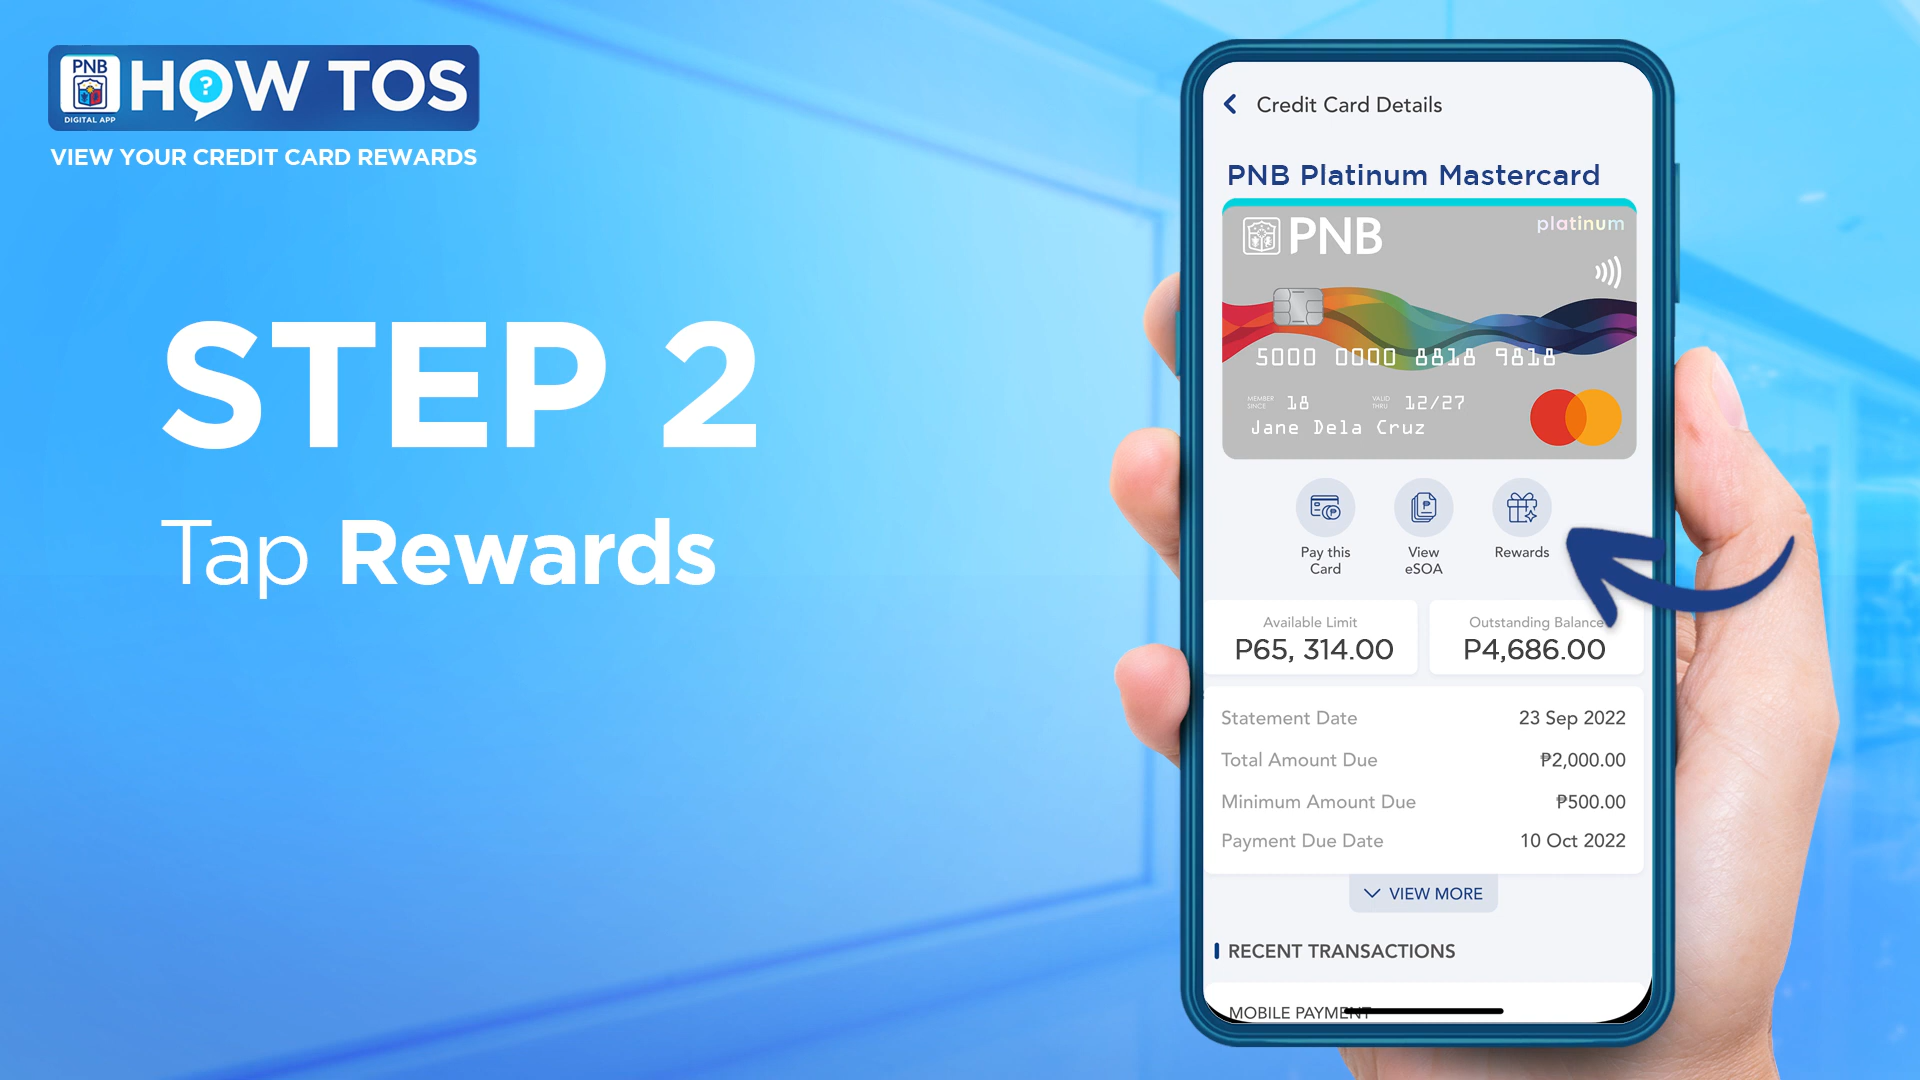 PNB
DIGITAL APP
HOW TOS
?
VIEW YOUR CREDIT CARD REWARDS
STEP 2
Tap Rewards
Credit Card Details
PNB Platinum Mastercard
PNB
platinum
5000 0000 8818 9818
MEMBER SINCE 18 VALID THRU 12/27
Jane Dela Cruz
Pay this Card
View eSOA
Rewards
Available Limit
P65, 314.00
Outstanding Balance
P4,686.00
Statement Date 23 Sep 2022
Total Amount Due ₱2,000.00
Minimum Amount Due ₱500.00
Payment Due Date 10 Oct 2022
VIEW MORE
RECENT TRANSACTIONS
MOBILE PAYMENT